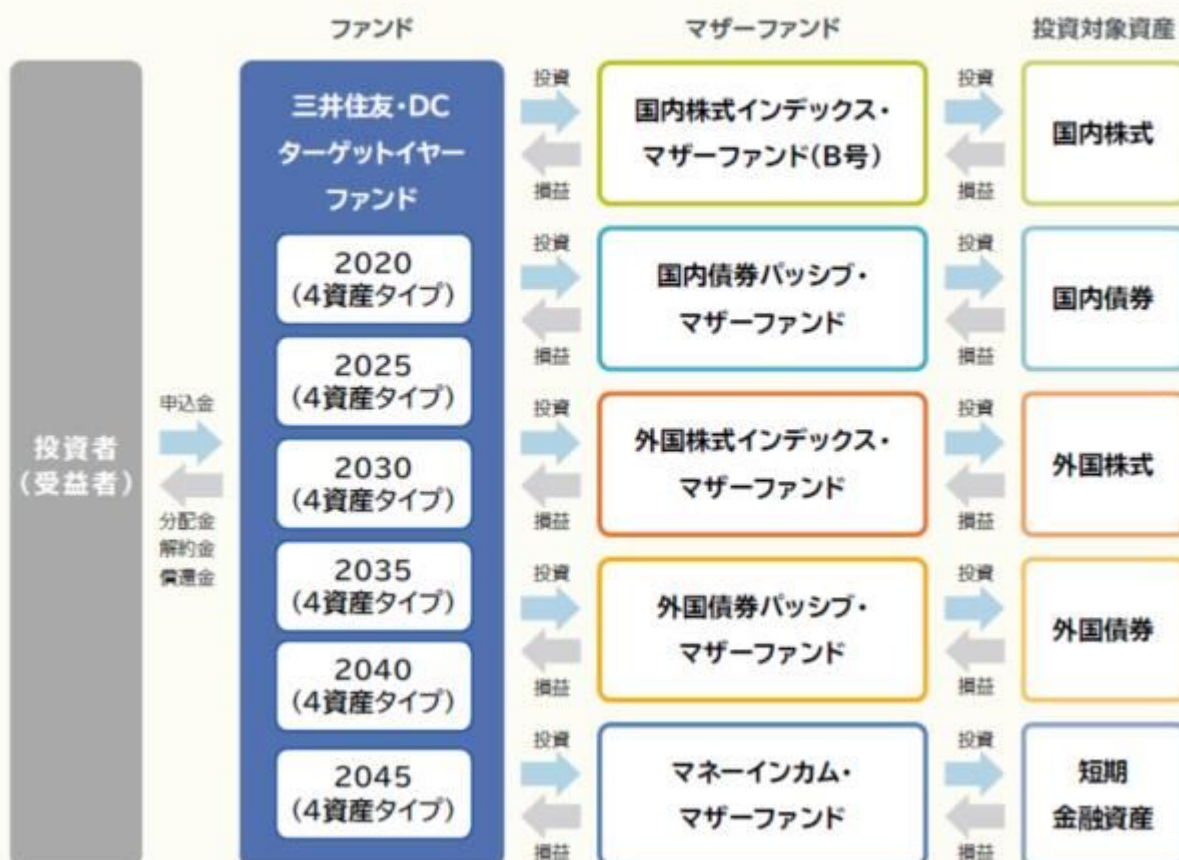 ファンド
マザーファンド
投資対象資産
投資者
(受益者)
申込金
分配金
解約金
償還金
三井住友・DC
ターゲットイヤー
ファンド
2020
(4資産タイプ)
2025
(4資産タイプ)
2030
(4資産タイプ)
2035
(4資産タイプ)
2040
(4資産タイプ)
2045
(4資産タイプ)
投資
損益
国内株式インデックス・
マザーファンド(B号)
投資
損益
国内株式
投資
損益
国内債券パッシブ・
マザーファンド
投資
損益
国内債券
投資
損益
外国株式インデックス・
マザーファンド
投資
損益
外国株式
投資
損益
外国債券パッシブ・
マザーファンド
投資
損益
外国債券
投資
損益
マネーインカム・
マザーファンド
投資
損益
短期
金融資産